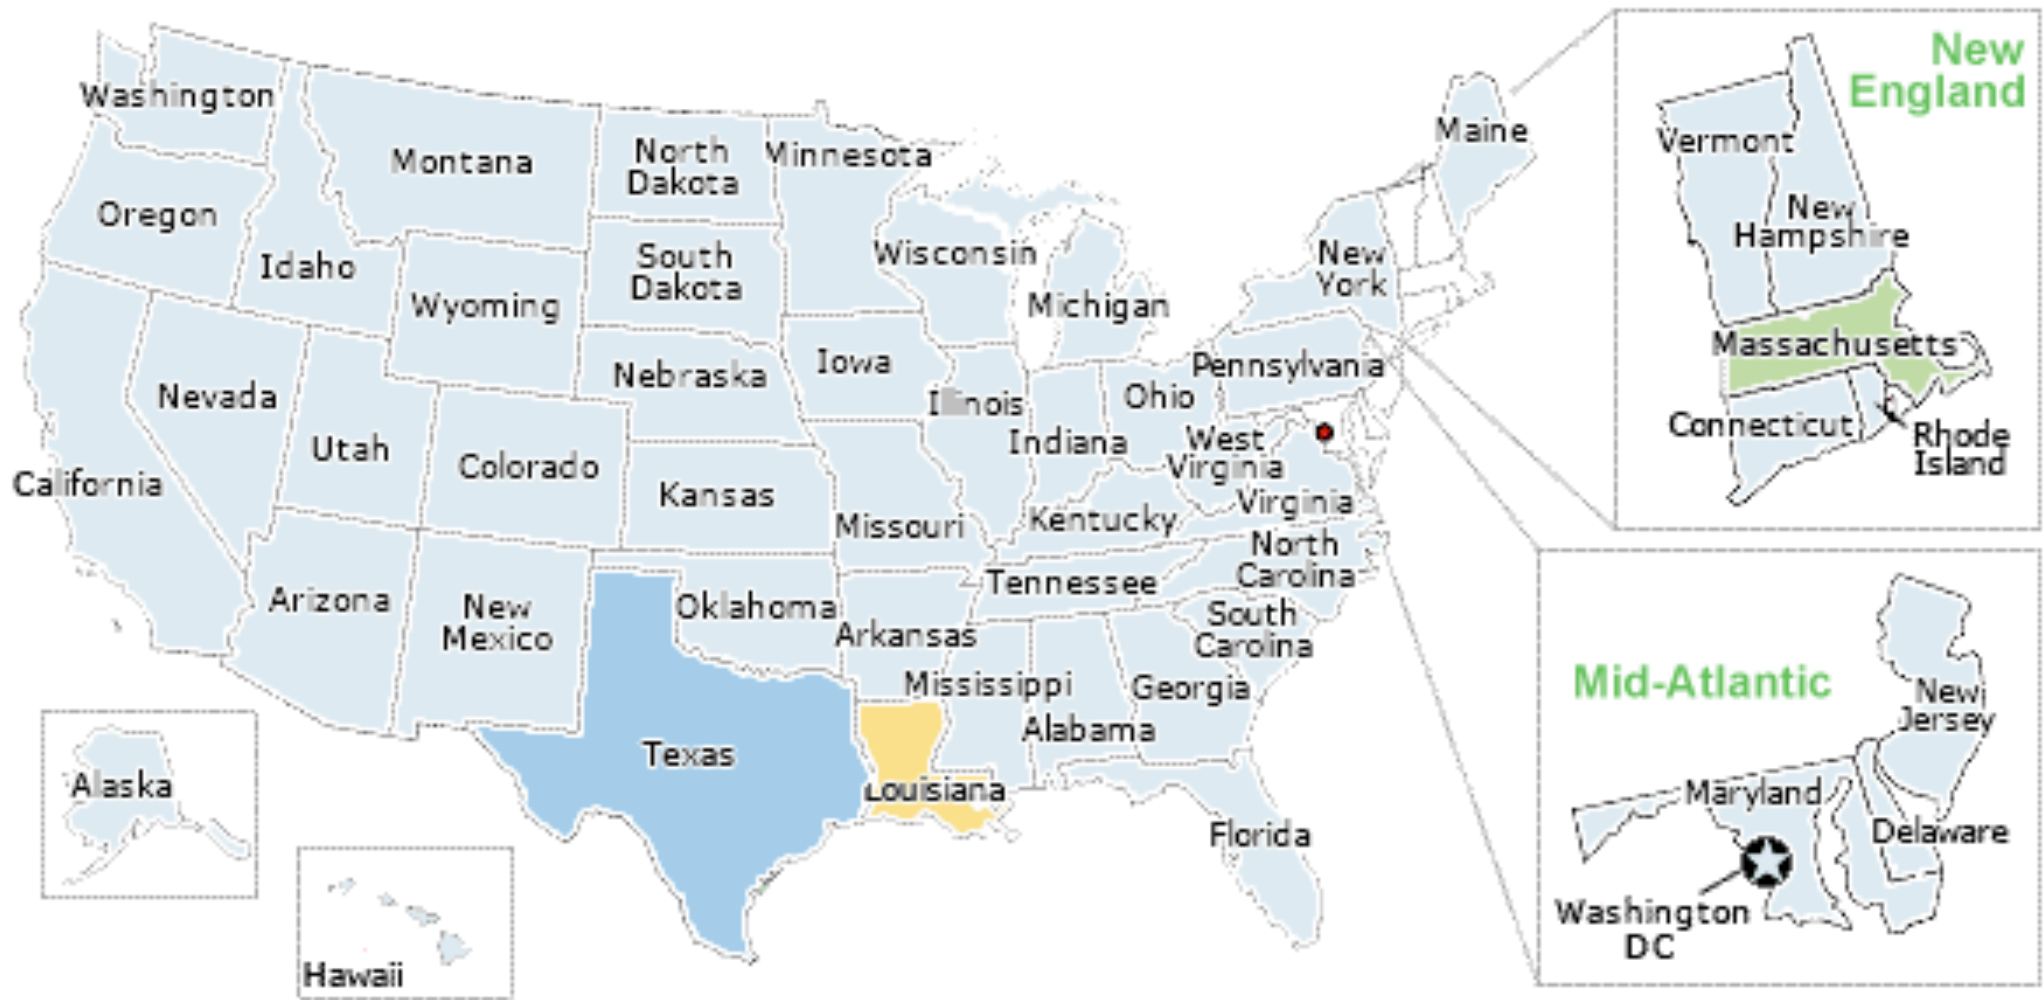 Washington
Montana
North
Dakota
Minnesota
Maine
New
England
Vermont
New
Hampshire
Massachusetts
Connecticut
Rhode
Island
Oregon
Idaho
Wyoming
South
Dakota
Wisconsin
Michigan
New
York
Nevada
Utah
Colorado
Nebraska
Iowa
Illinois
Indiana
Ohio
Pennsylvania
West
Virginia
Virginia
California
Kansas
Missouri
Kentucky
Arizona
New
Mexico
Oklahoma
Arkansas
Tennessee
North
Carolina
South
Carolina
Texas
Louisiana
Mississippi
Alabama
Georgia
Florida
Alaska
Hawaii
Mid-Atlantic
New
Jersey
Maryland
Delaware
Washington
DC